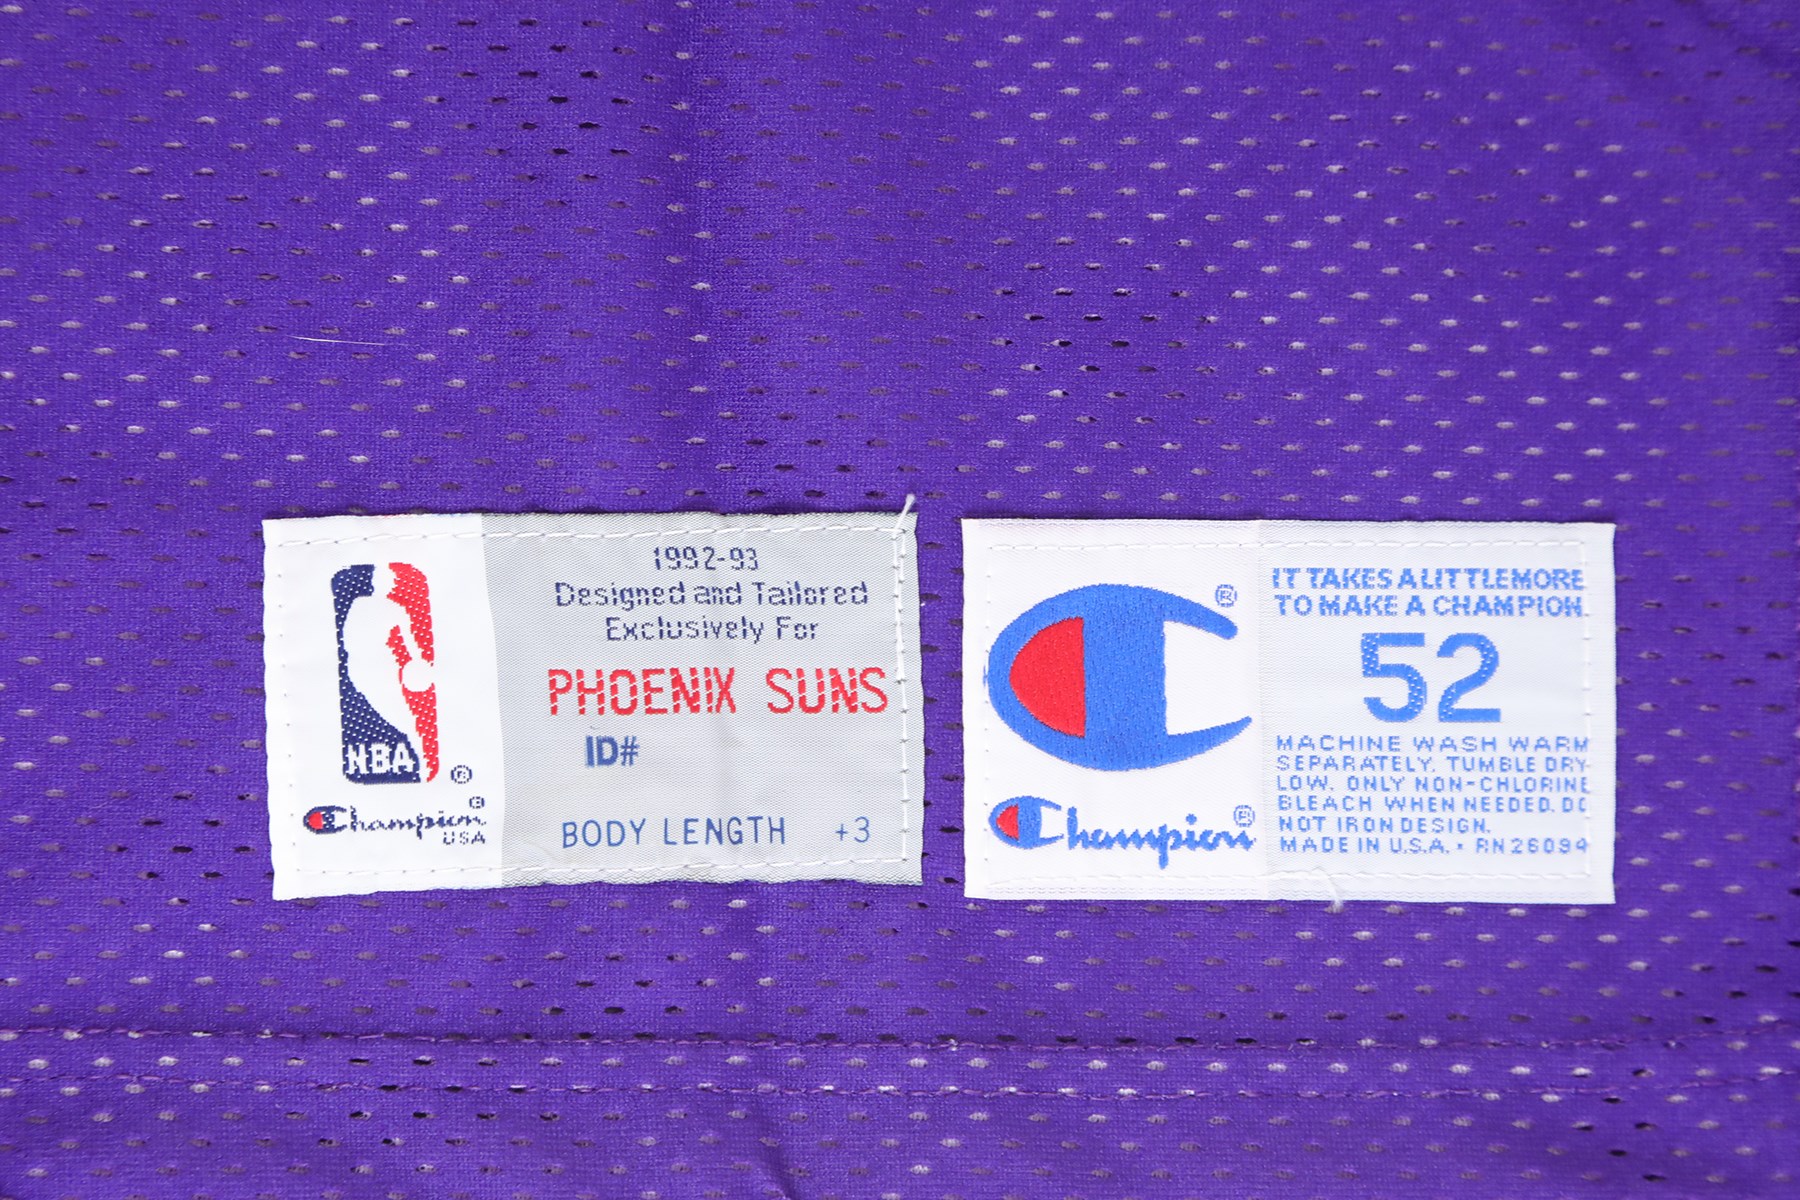 1992-93
Designed and Tailored
Exclusively For
PHOENIX SUNS
ID#
BODY LENGTH +3
NBA
®
Champion®
USA
®
Champion®
IT TAKES A LITTLE MORE
TO MAKE A CHAMPION.
52
MACHINE WASH WARM
SEPARATELY. TUMBLE DRY
LOW. ONLY NON-CHLORINE
BLEACH WHEN NEEDED. DO
NOT IRON DESIGN.
MADE IN U.S.A. • RN26094